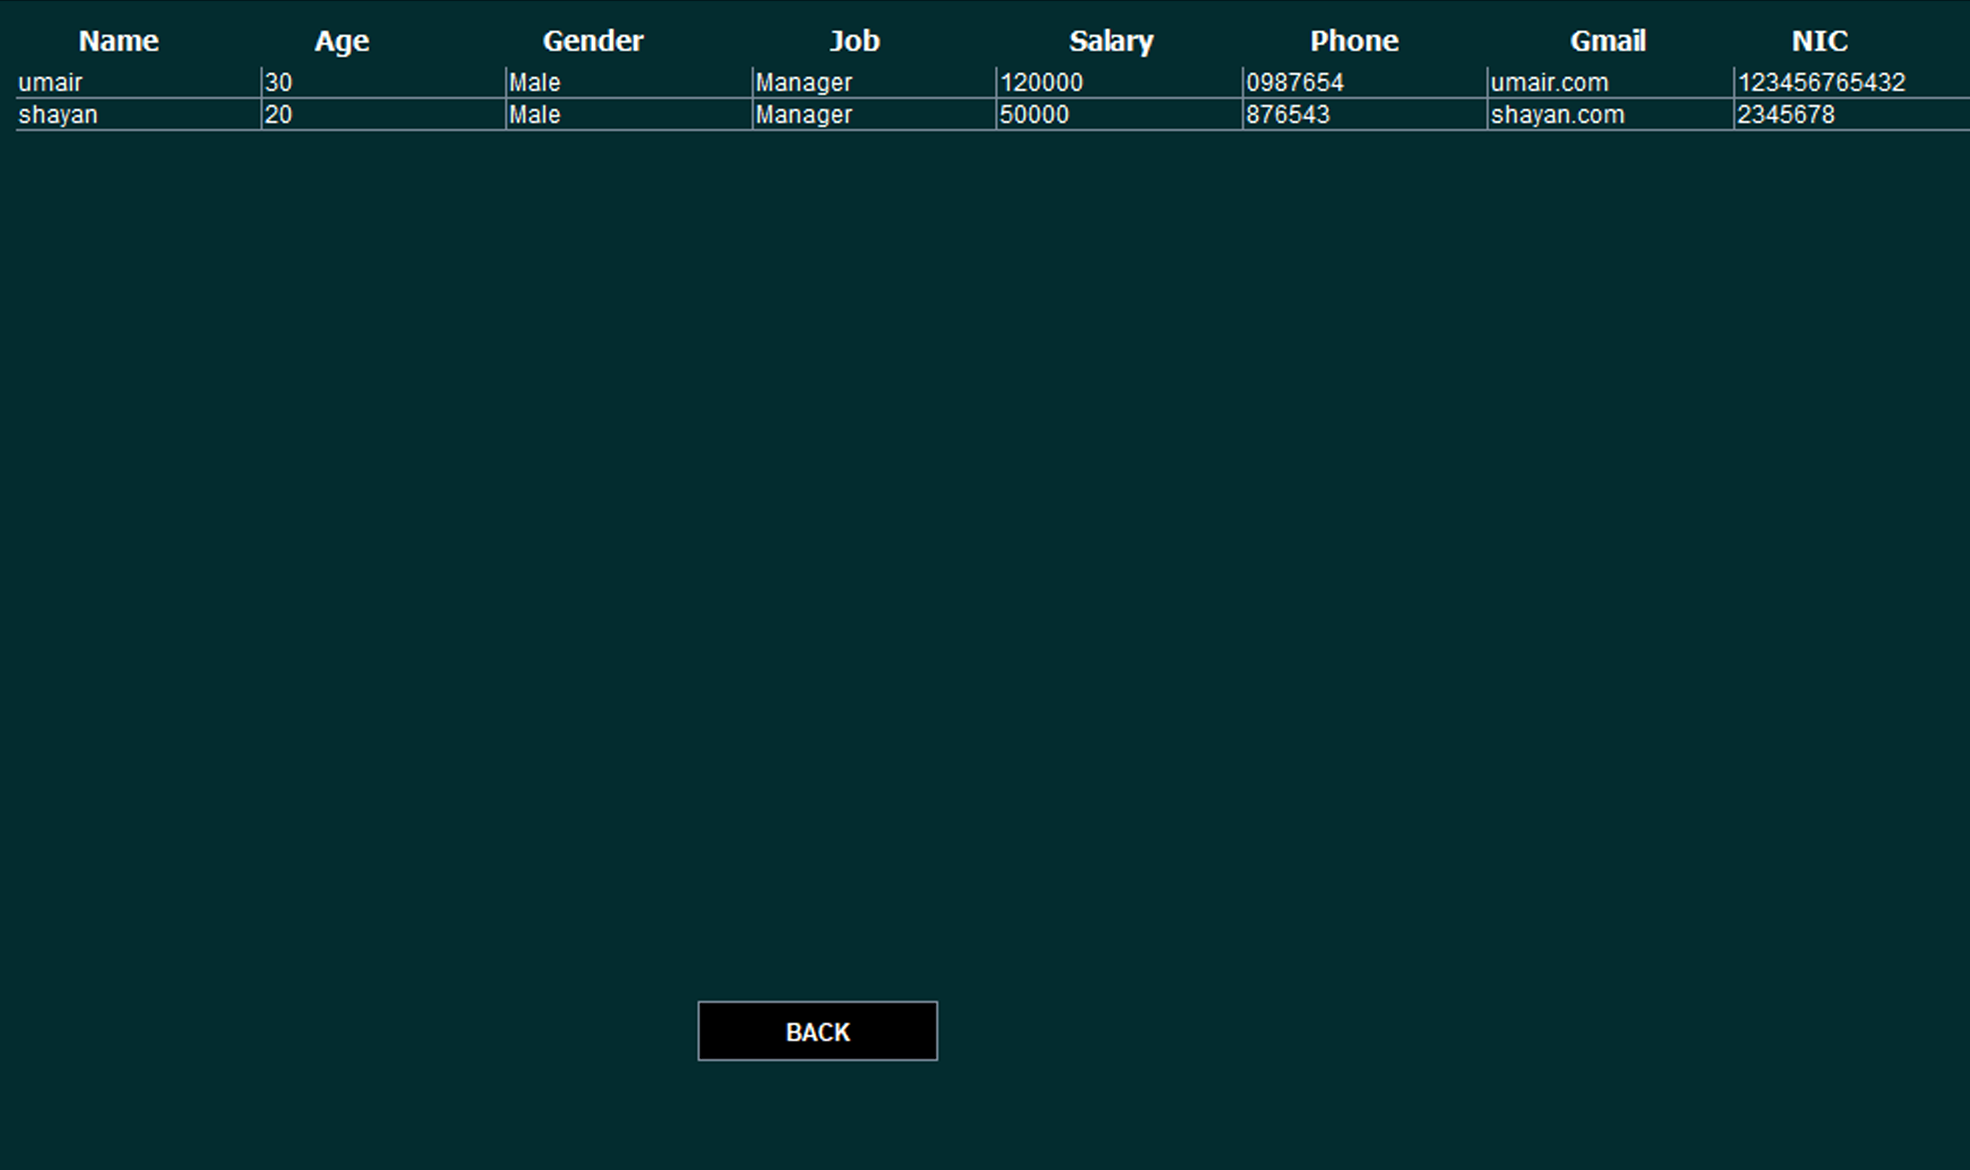 Name Age Gender Job Salary Phone Gmail NIC
umair 30 Male Manager 120000 0987654 umair.com 123456765432
shayan 20 Male Manager 50000 876543 shayan.com 2345678
BACK